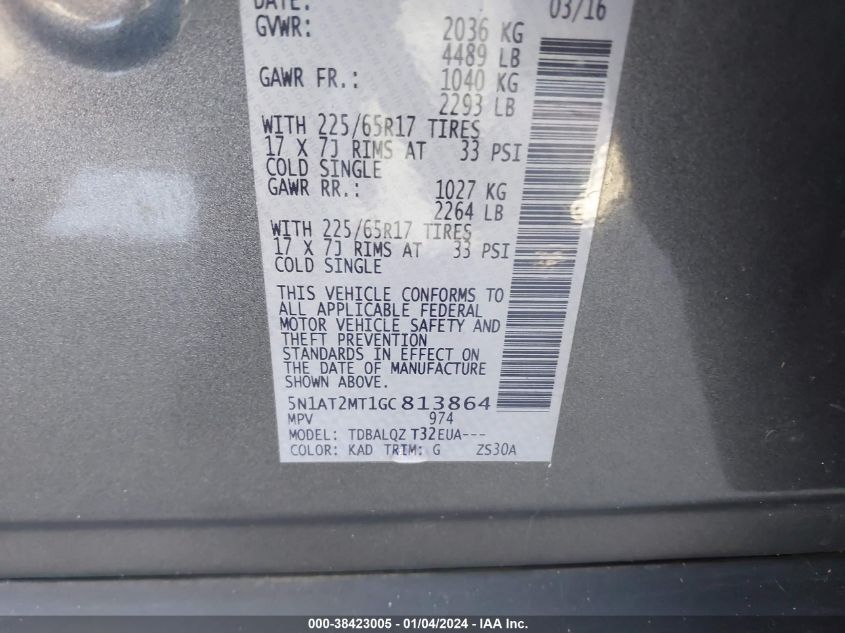 DATE: 03/16
GVWR: 2036 KG
4489 LB
GAWR FR.: 1040 KG
2293 LB
WITH 225/65R17 TIRES
17 X 7J RIMS AT 33 PSI
COLD SINGLE
GAWR RR.: 1027 KG
2264 LB
WITH 225/65R17 TIRES
17 X 7J RIMS AT 33 PSI
COLD SINGLE
THIS VEHICLE CONFORMS TO
ALL APPLICABLE FEDERAL
MOTOR VEHICLE SAFETY AND
THEFT PREVENTION
STANDARDS IN EFFECT ON
THE DATE OF MANUFACTURE
SHOWN ABOVE.
5N1AT2MT1GC813864
MPV 974
MODEL: TDBALQZ T32EUA---
COLOR: KAD TRIM: G ZS30A
000-38423005 - 01/04/2024 - IAA Inc.